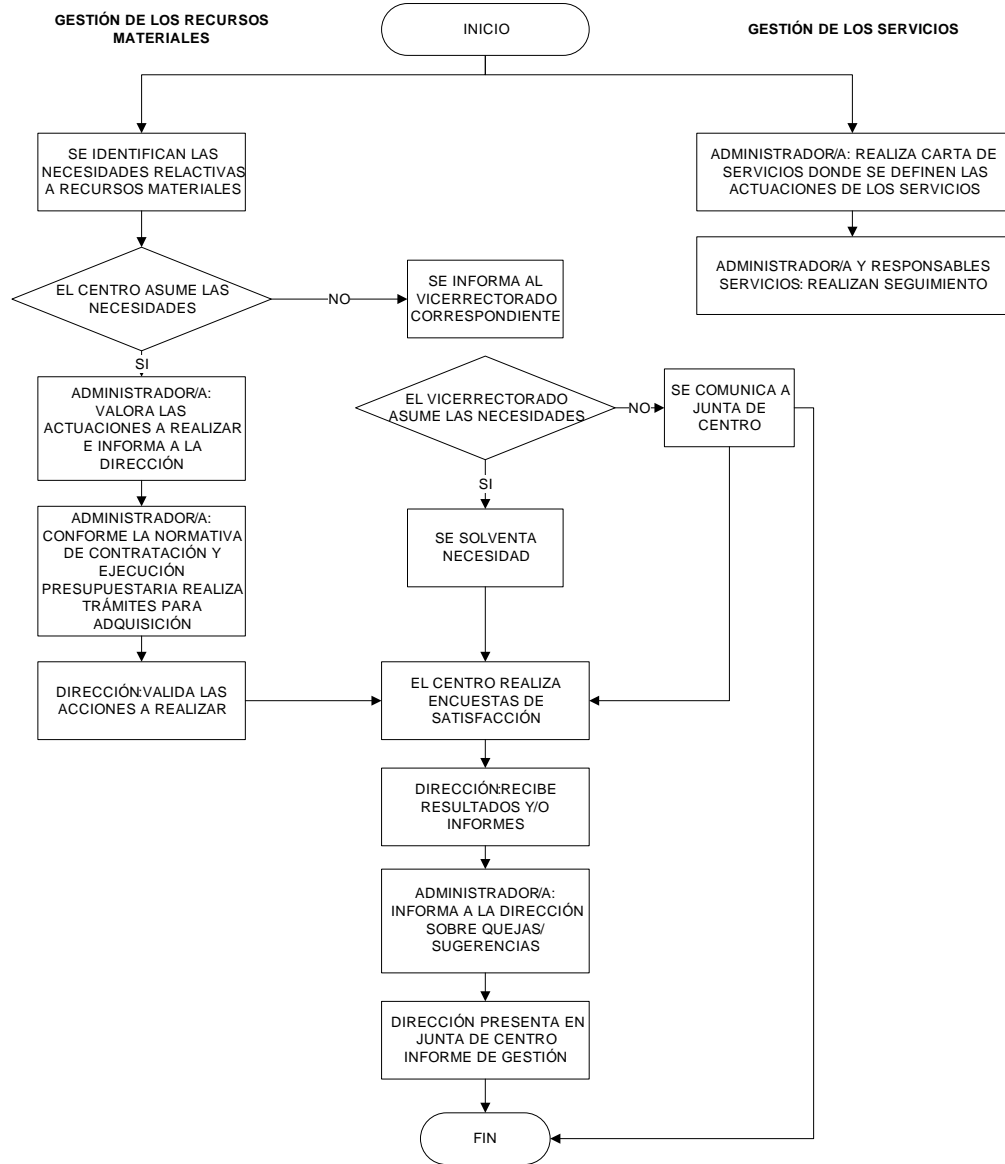 GESTIÓN DE LOS RECURSOS
MATERIALES
INICIO
GESTIÓN DE LOS SERVICIOS
SE IDENTIFICAN LAS
NECESIDADES RELACTIVAS
A RECURSOS MATERIALES
ADMINISTRADOR/A: REALIZA CARTA DE
SERVICIOS DONDE SE DEFINEN LAS
ACTUACIONES DE LOS SERVICIOS
ADMINISTRADOR/A Y RESPONSABLES
SERVICIOS: REALIZAN SEGUIMIENTO
EL CENTRO ASUME LAS
NECESIDADES
NO
SE INFORMA AL
VICERRECTORADO
CORRESPONDIENTE
SI
ADMINISTRADOR/A:
VALORA LAS
ACTUACIONES A REALIZAR
E INFORMA A LA
DIRECCIÓN
EL VICERRECTORADO
ASUME LAS NECESIDADES
NO
SE COMUNICA A
JUNTA DE
CENTRO
SI
ADMINISTRADOR/A:
CONFORME LA NORMATIVA
DE CONTRATACIÓN Y
EJECUCIÓN
PRESUPUESTARIA REALIZA
TRÁMITES PARA
ADQUISICIÓN
SE SOLVENTA
NECESIDAD
DIRECCIÓN:VALIDA LAS
ACCIONES A REALIZAR
EL CENTRO REALIZA
ENCUESTAS DE
SATISFACCIÓN
DIRECCIÓN:RECIBE
RESULTADOS Y/O
INFORMES
ADMINISTRADOR/A:
INFORMA A LA DIRECCIÓN
SOBRE QUEJAS/
SUGERENCIAS
DIRECCIÓN PRESENTA EN
JUNTA DE CENTRO
INFORME DE GESTIÓN
FIN